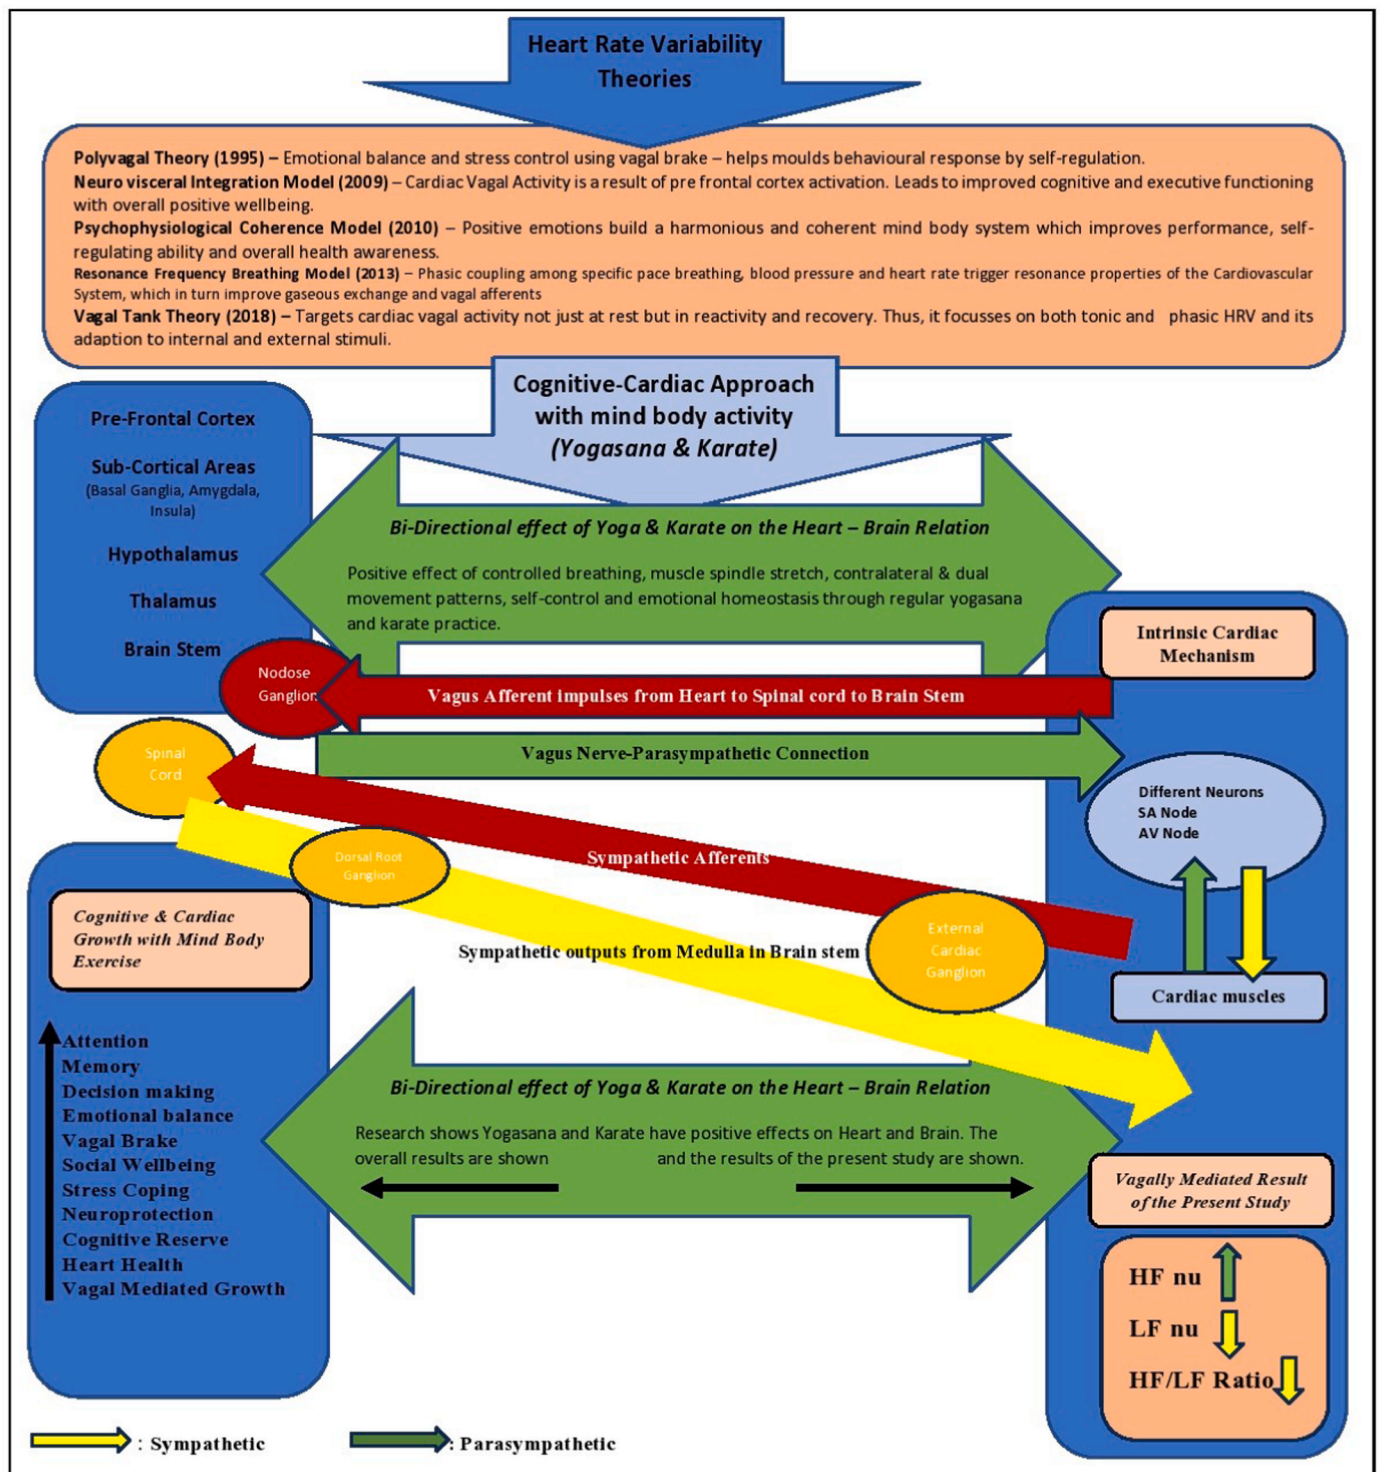 Heart Rate Variability
Theories
Polyvagal Theory (1995) – Emotional balance and stress control using vagal brake – helps moulds behavioural response by self-regulation.
Neuro visceral Integration Model (2009) – Cardiac Vagal Activity is a result of pre frontal cortex activation. Leads to improved cognitive and executive functioning
with overall positive wellbeing.
Psychophysiological Coherence Model (2010) – Positive emotions build a harmonious and coherent mind body system which improves performance, self-
regulating ability and overall health awareness.
Resonance Frequency Breathing Model (2013) – Phasic coupling among specific pace breathing, blood pressure and heart rate trigger resonance properties of the Cardiovascular
System, which in turn improve gaseous exchange and vagal afferents
Vagal Tank Theory (2018) – Targets cardiac vagal activity not just at rest but in reactivity and recovery. Thus, it focusses on both tonic and phasic HRV and its
adaption to internal and external stimuli.
Cognitive-Cardiac Approach
with mind body activity
(Yogasana & Karate)
Pre-Frontal Cortex
Sub-Cortical Areas
(Basal Ganglia, Amygdala,
Insula)
Hypothalamus
Thalamus
Brain Stem
Bi-Directional effect of Yoga & Karate on the Heart – Brain Relation
Positive effect of controlled breathing, muscle spindle stretch, contralateral & dual
movement patterns, self-control and emotional homeostasis through regular yogasana
and karate practice.
Intrinsic Cardiac
Mechanism
Nodose
Ganglion
Vagus Afferent impulses from Heart to Spinal cord to Brain Stem
Vagus Nerve-Parasympathetic Connection
Spinal
Cord
Different Neurons
SA Node
AV Node
Dorsal Root
Ganglion
Sympathetic Afferents
External
Cardiac
Ganglion
Sympathetic outputs from Medulla in Brain stem
Cardiac muscles
Cognitive & Cardiac
Growth with Mind Body
Exercise
Attention
Memory
Decision making
Emotional balance
Vagal Brake
Social Wellbeing
Stress Coping
Neuroprotection
Cognitive Reserve
Heart Health
Vagal Mediated Growth
Bi-Directional effect of Yoga & Karate on the Heart – Brain Relation
Research shows Yogasana and Karate have positive effects on Heart and Brain. The
overall results are shown and the results of the present study are shown.
Vagally Mediated Result
of the Present Study
HF nu
LF nu
HF/LF Ratio
: Sympathetic
: Parasympathetic